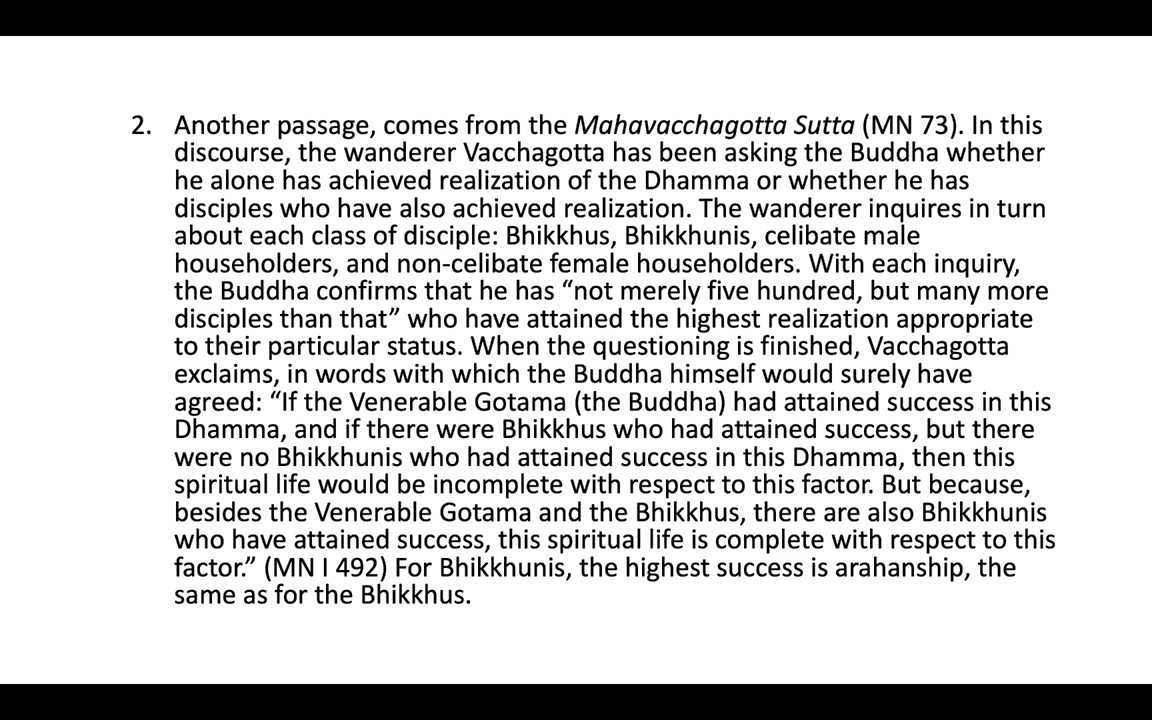 2. Another passage, comes from the Mahavacchagotta Sutta (MN 73). In this
discourse, the wanderer Vacchagotta has been asking the Buddha whether
he alone has achieved realization of the Dhamma or whether he has
disciples who have also achieved realization. The wanderer inquires in turn
about each class of disciple: Bhikkhus, Bhikkhunis, celibate male
householders, and non-celibate female householders. With each inquiry,
the Buddha confirms that he has “not merely five hundred, but many more
disciples than that” who have attained the highest realization appropriate
to their particular status. When the questioning is finished, Vacchagotta
exclaims, in words with which the Buddha himself would surely have
agreed: “If the Venerable Gotama (the Buddha) had attained success in this
Dhamma, and if there were Bhikkhus who had attained success, but there
were no Bhikkhunis who had attained success in this Dhamma, then this
spiritual life would be incomplete with respect to this factor. But because,
besides the Venerable Gotama and the Bhikkhus, there are also Bhikkhunis
who have attained success, this spiritual life is complete with respect to this
factor.” (MN I 492) For Bhikkhunis, the highest success is arahanship, the
same as for the Bhikkhus.